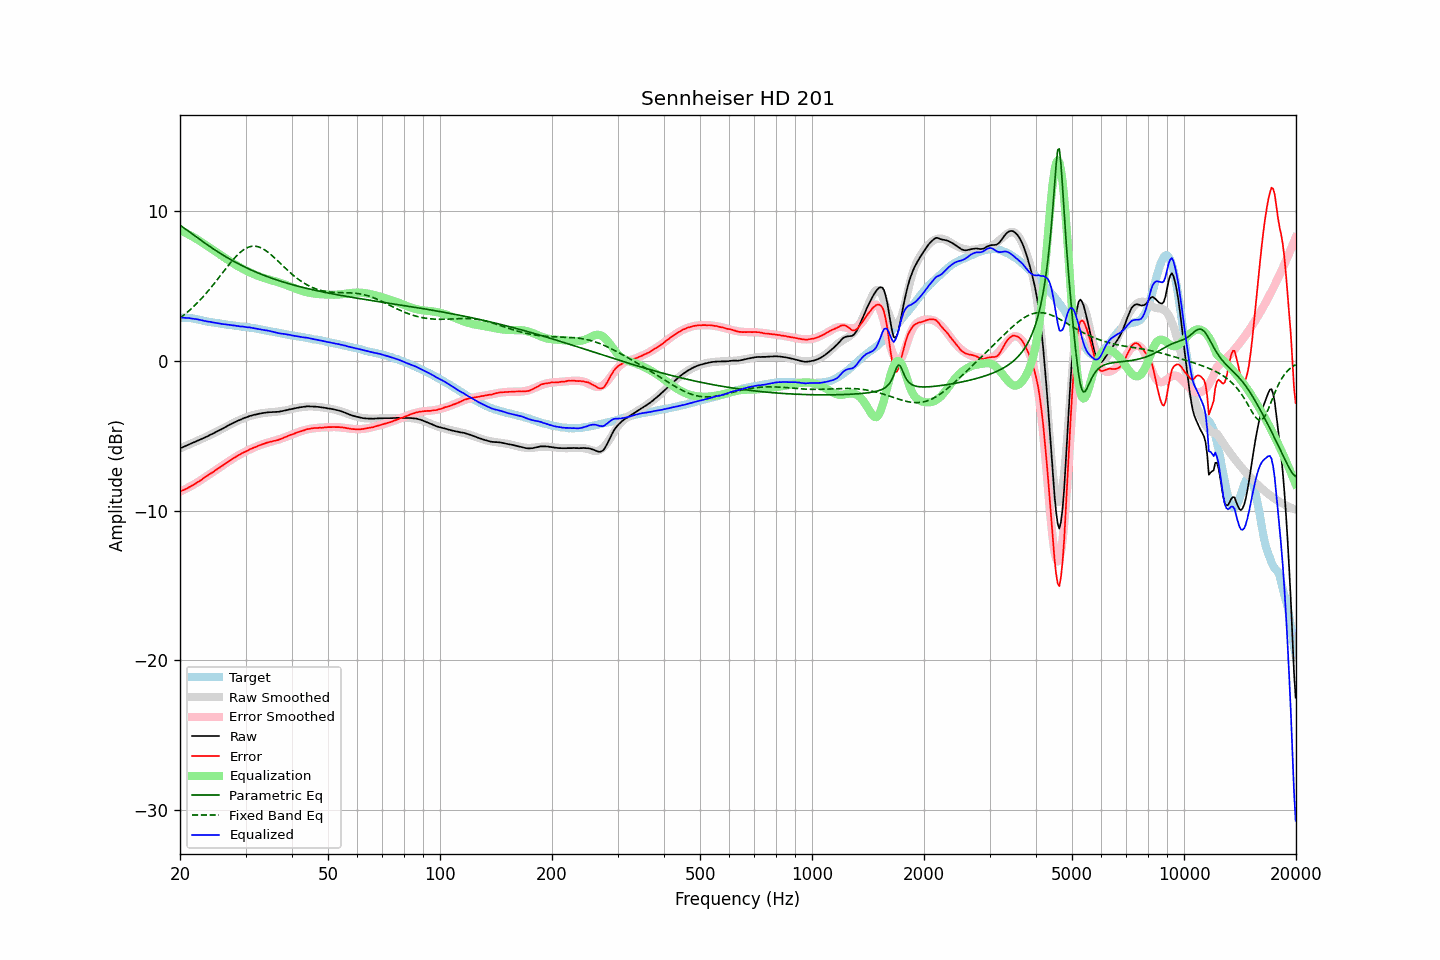 Sennheiser HD 201
Amplitude (dBr)
10
0
−10
−20
−30
Target
Raw Smoothed
Error Smoothed
Raw
Error
Equalization
Parametric Eq
Fixed Band Eq
Equalized
20 50 100 200 500 1000 2000 5000 10000 20000
Frequency (Hz)